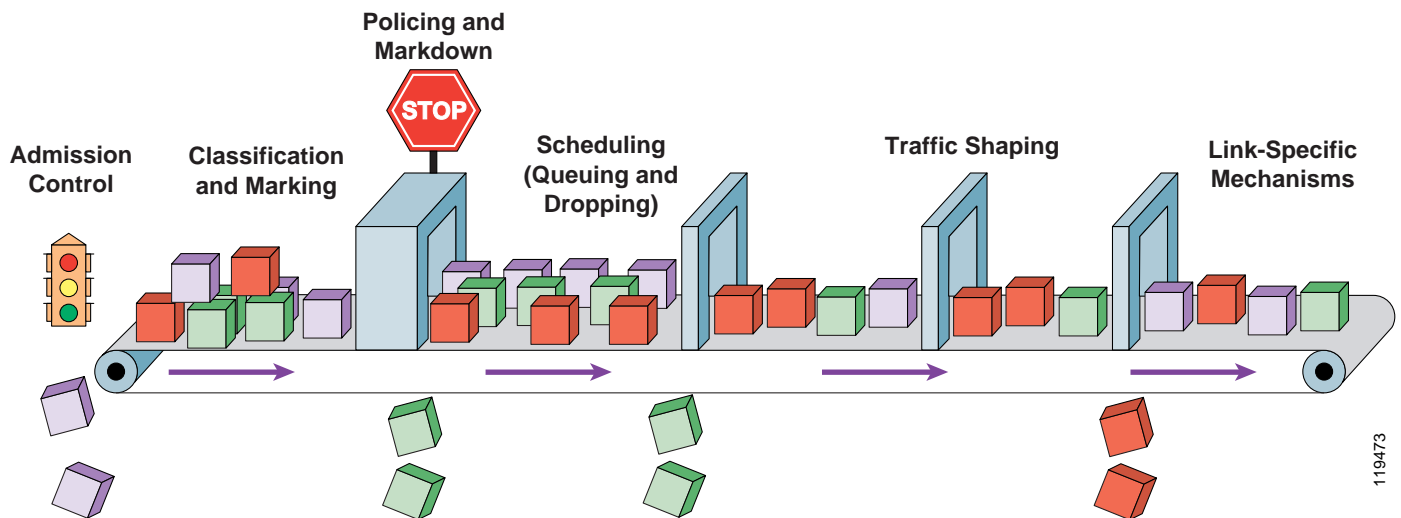 Policing and
Markdown
STOP
Admission
Control
Classification
and Marking
Scheduling
(Queuing and
Dropping)
Traffic Shaping
Link-Specific
Mechanisms
119473